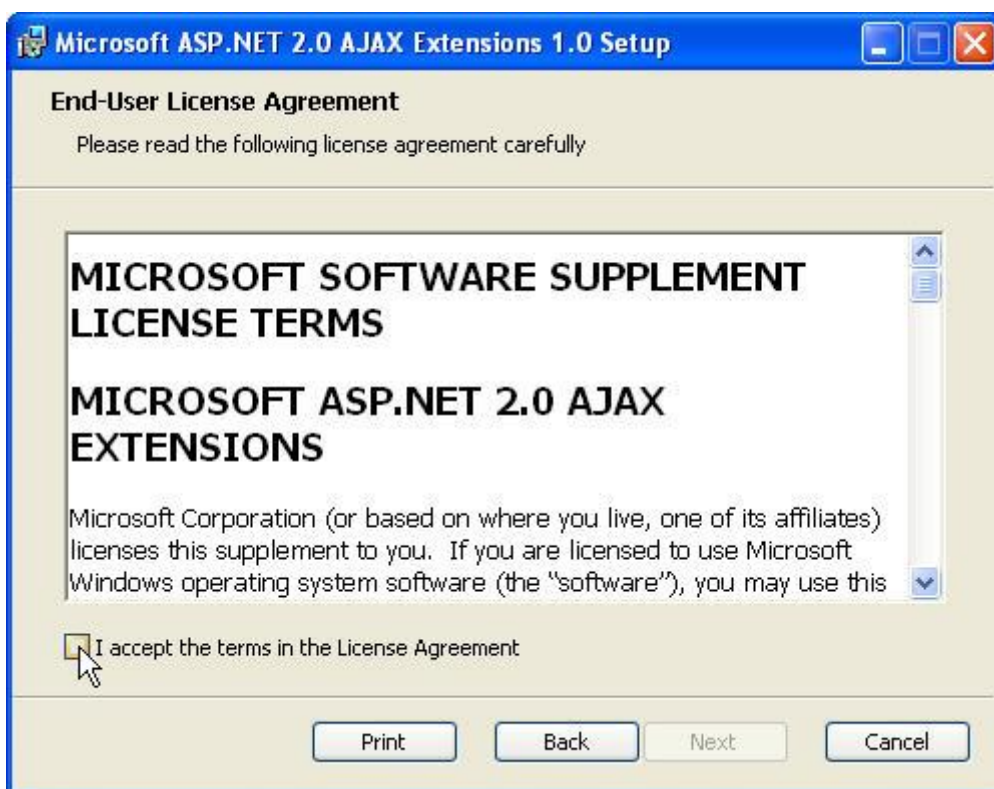 Microsoft ASP.NET 2.0 AJAX Extensions 1.0 Setup
End-User License Agreement
Please read the following license agreement carefully
MICROSOFT SOFTWARE SUPPLEMENT
LICENSE TERMS
MICROSOFT ASP.NET 2.0 AJAX
EXTENSIONS
Microsoft Corporation (or based on where you live, one of its affiliates)
licenses this supplement to you.  If you are licensed to use Microsoft
Windows operating system software (the "software"), you may use this
I accept the terms in the License Agreement
Print Back Next Cancel